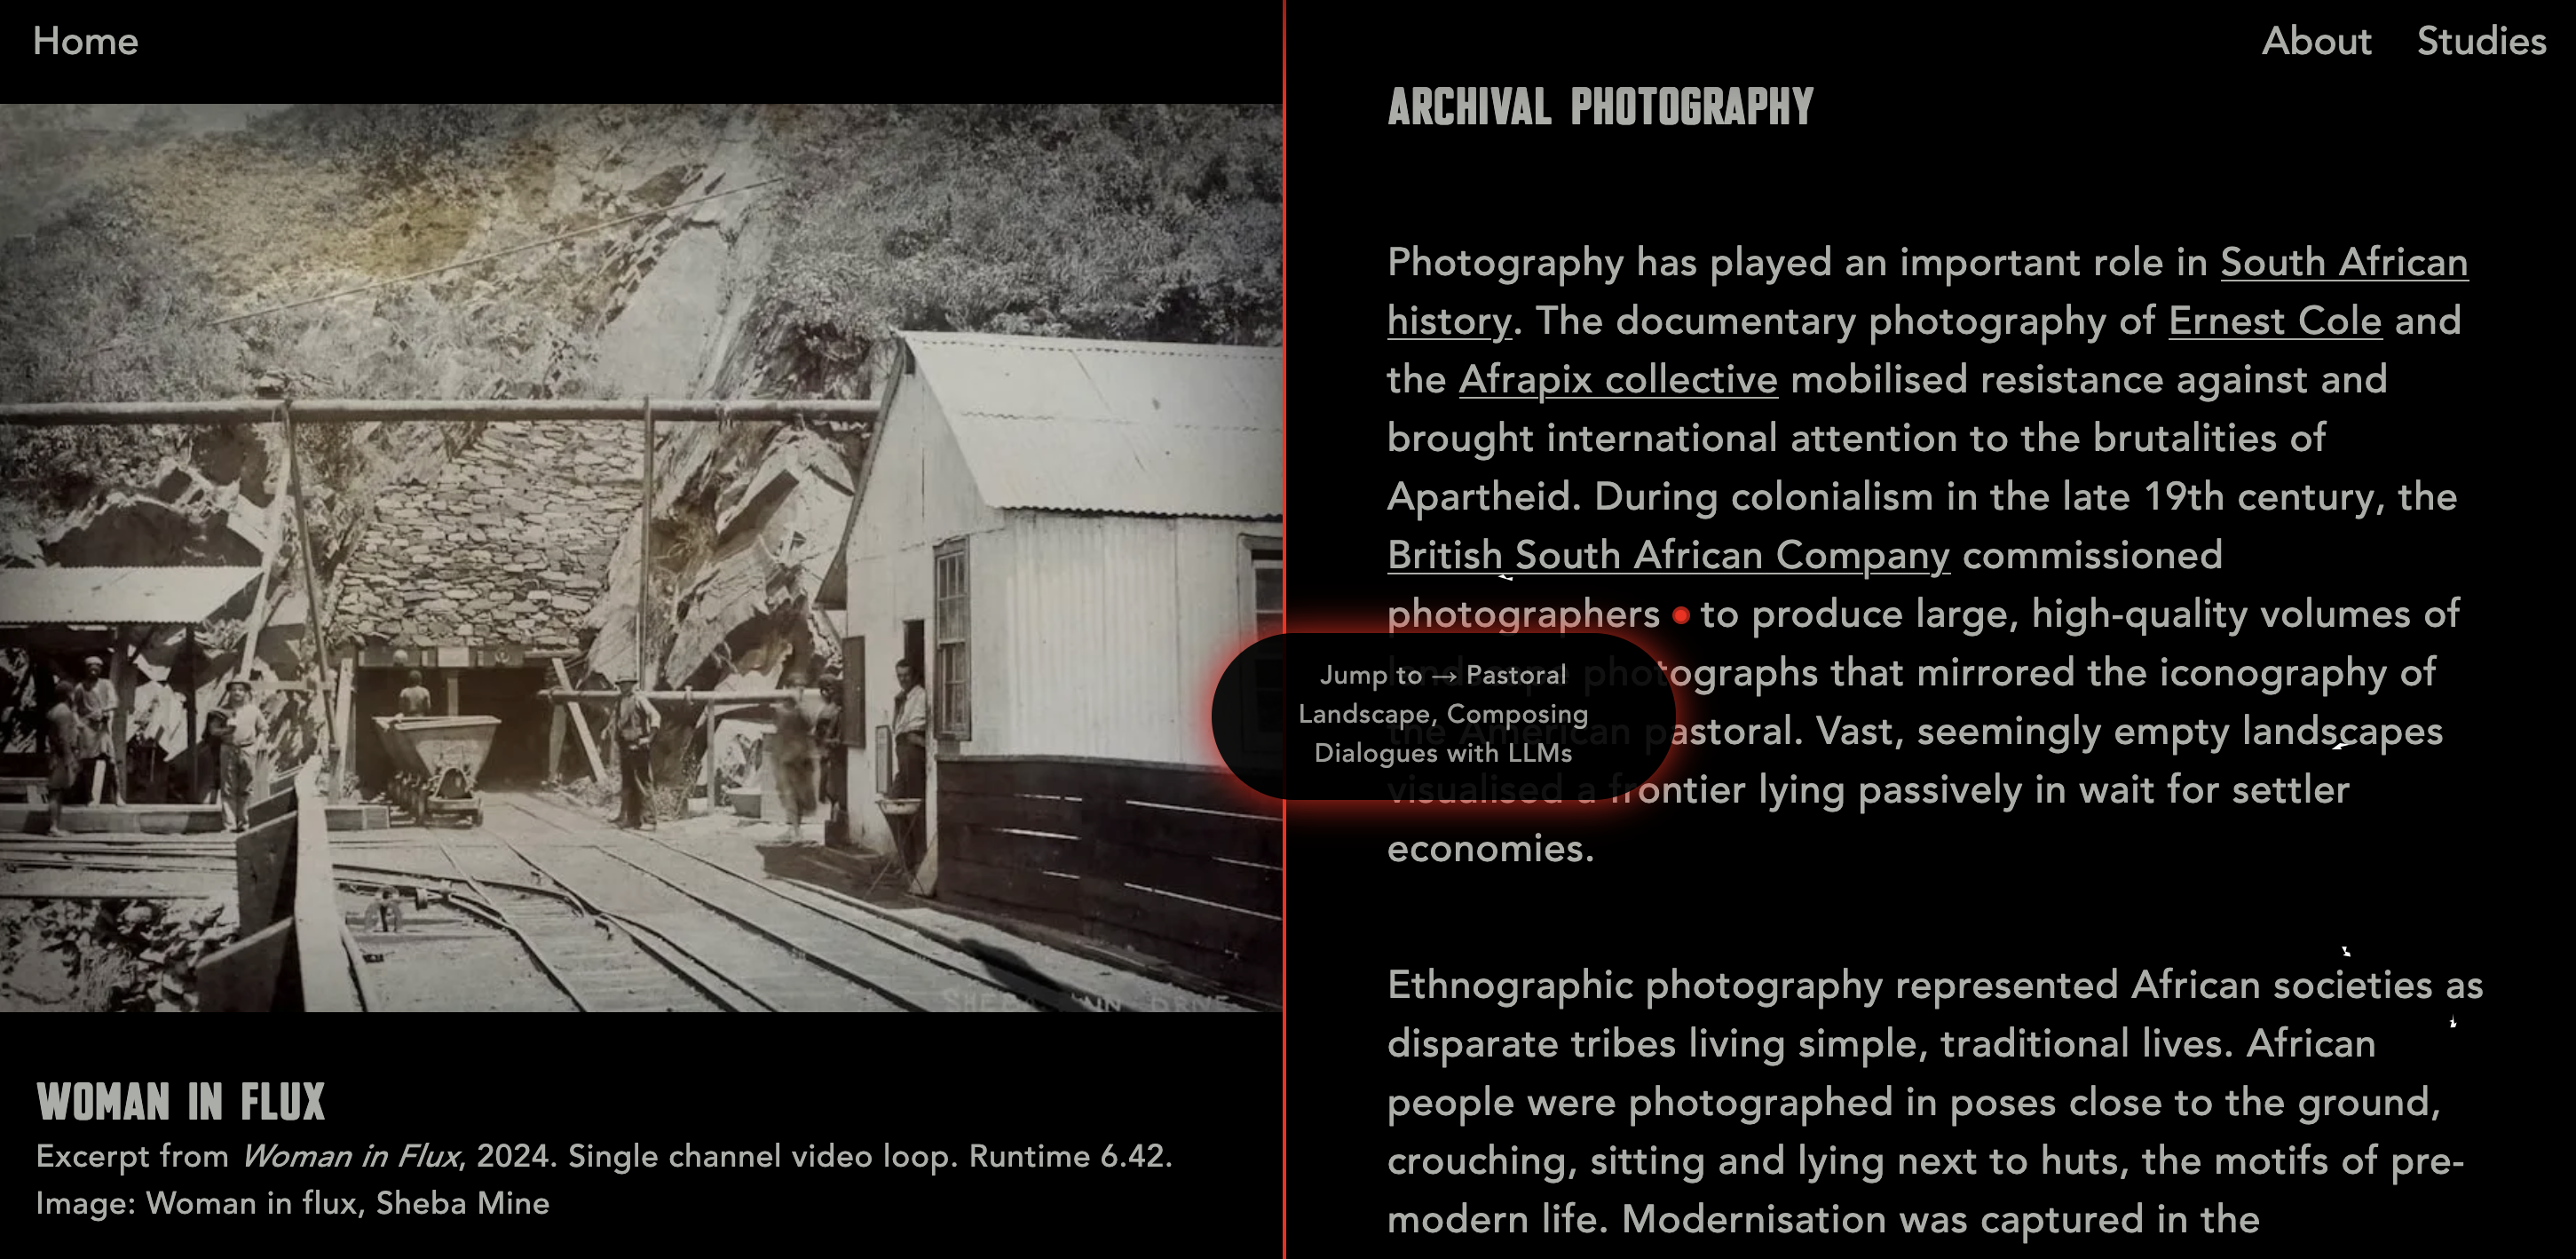 Home
About
Studies
SHEBA
WOMAN IN FLUX
Excerpt from Woman in Flux, 2024. Single channel video loop. Runtime 6.42.
Image: Woman in flux, Sheba Mine
ARCHIVAL PHOTOGRAPHY
Photography has played an important role in South African
history. The documentary photography of Ernest Cole and
the Afrapix collective mobilised resistance against and
brought international attention to the brutalities of
Apartheid. During colonialism in the late 19th century, the
British South African Company commissioned
photographers to produce large, high-quality volumes of
landscape photographs that mirrored the iconography of
the American pastoral. Vast, seemingly empty landscapes
visualised a frontier lying passively in wait for settler
economies.
Jump to → Pastoral
Landscape, Composing
Dialogues with LLMs
Ethnographic photography represented African societies as
disparate tribes living simple, traditional lives. African
people were photographed in poses close to the ground,
crouching, sitting and lying next to huts, the motifs of pre-
modern life. Modernisation was captured in the